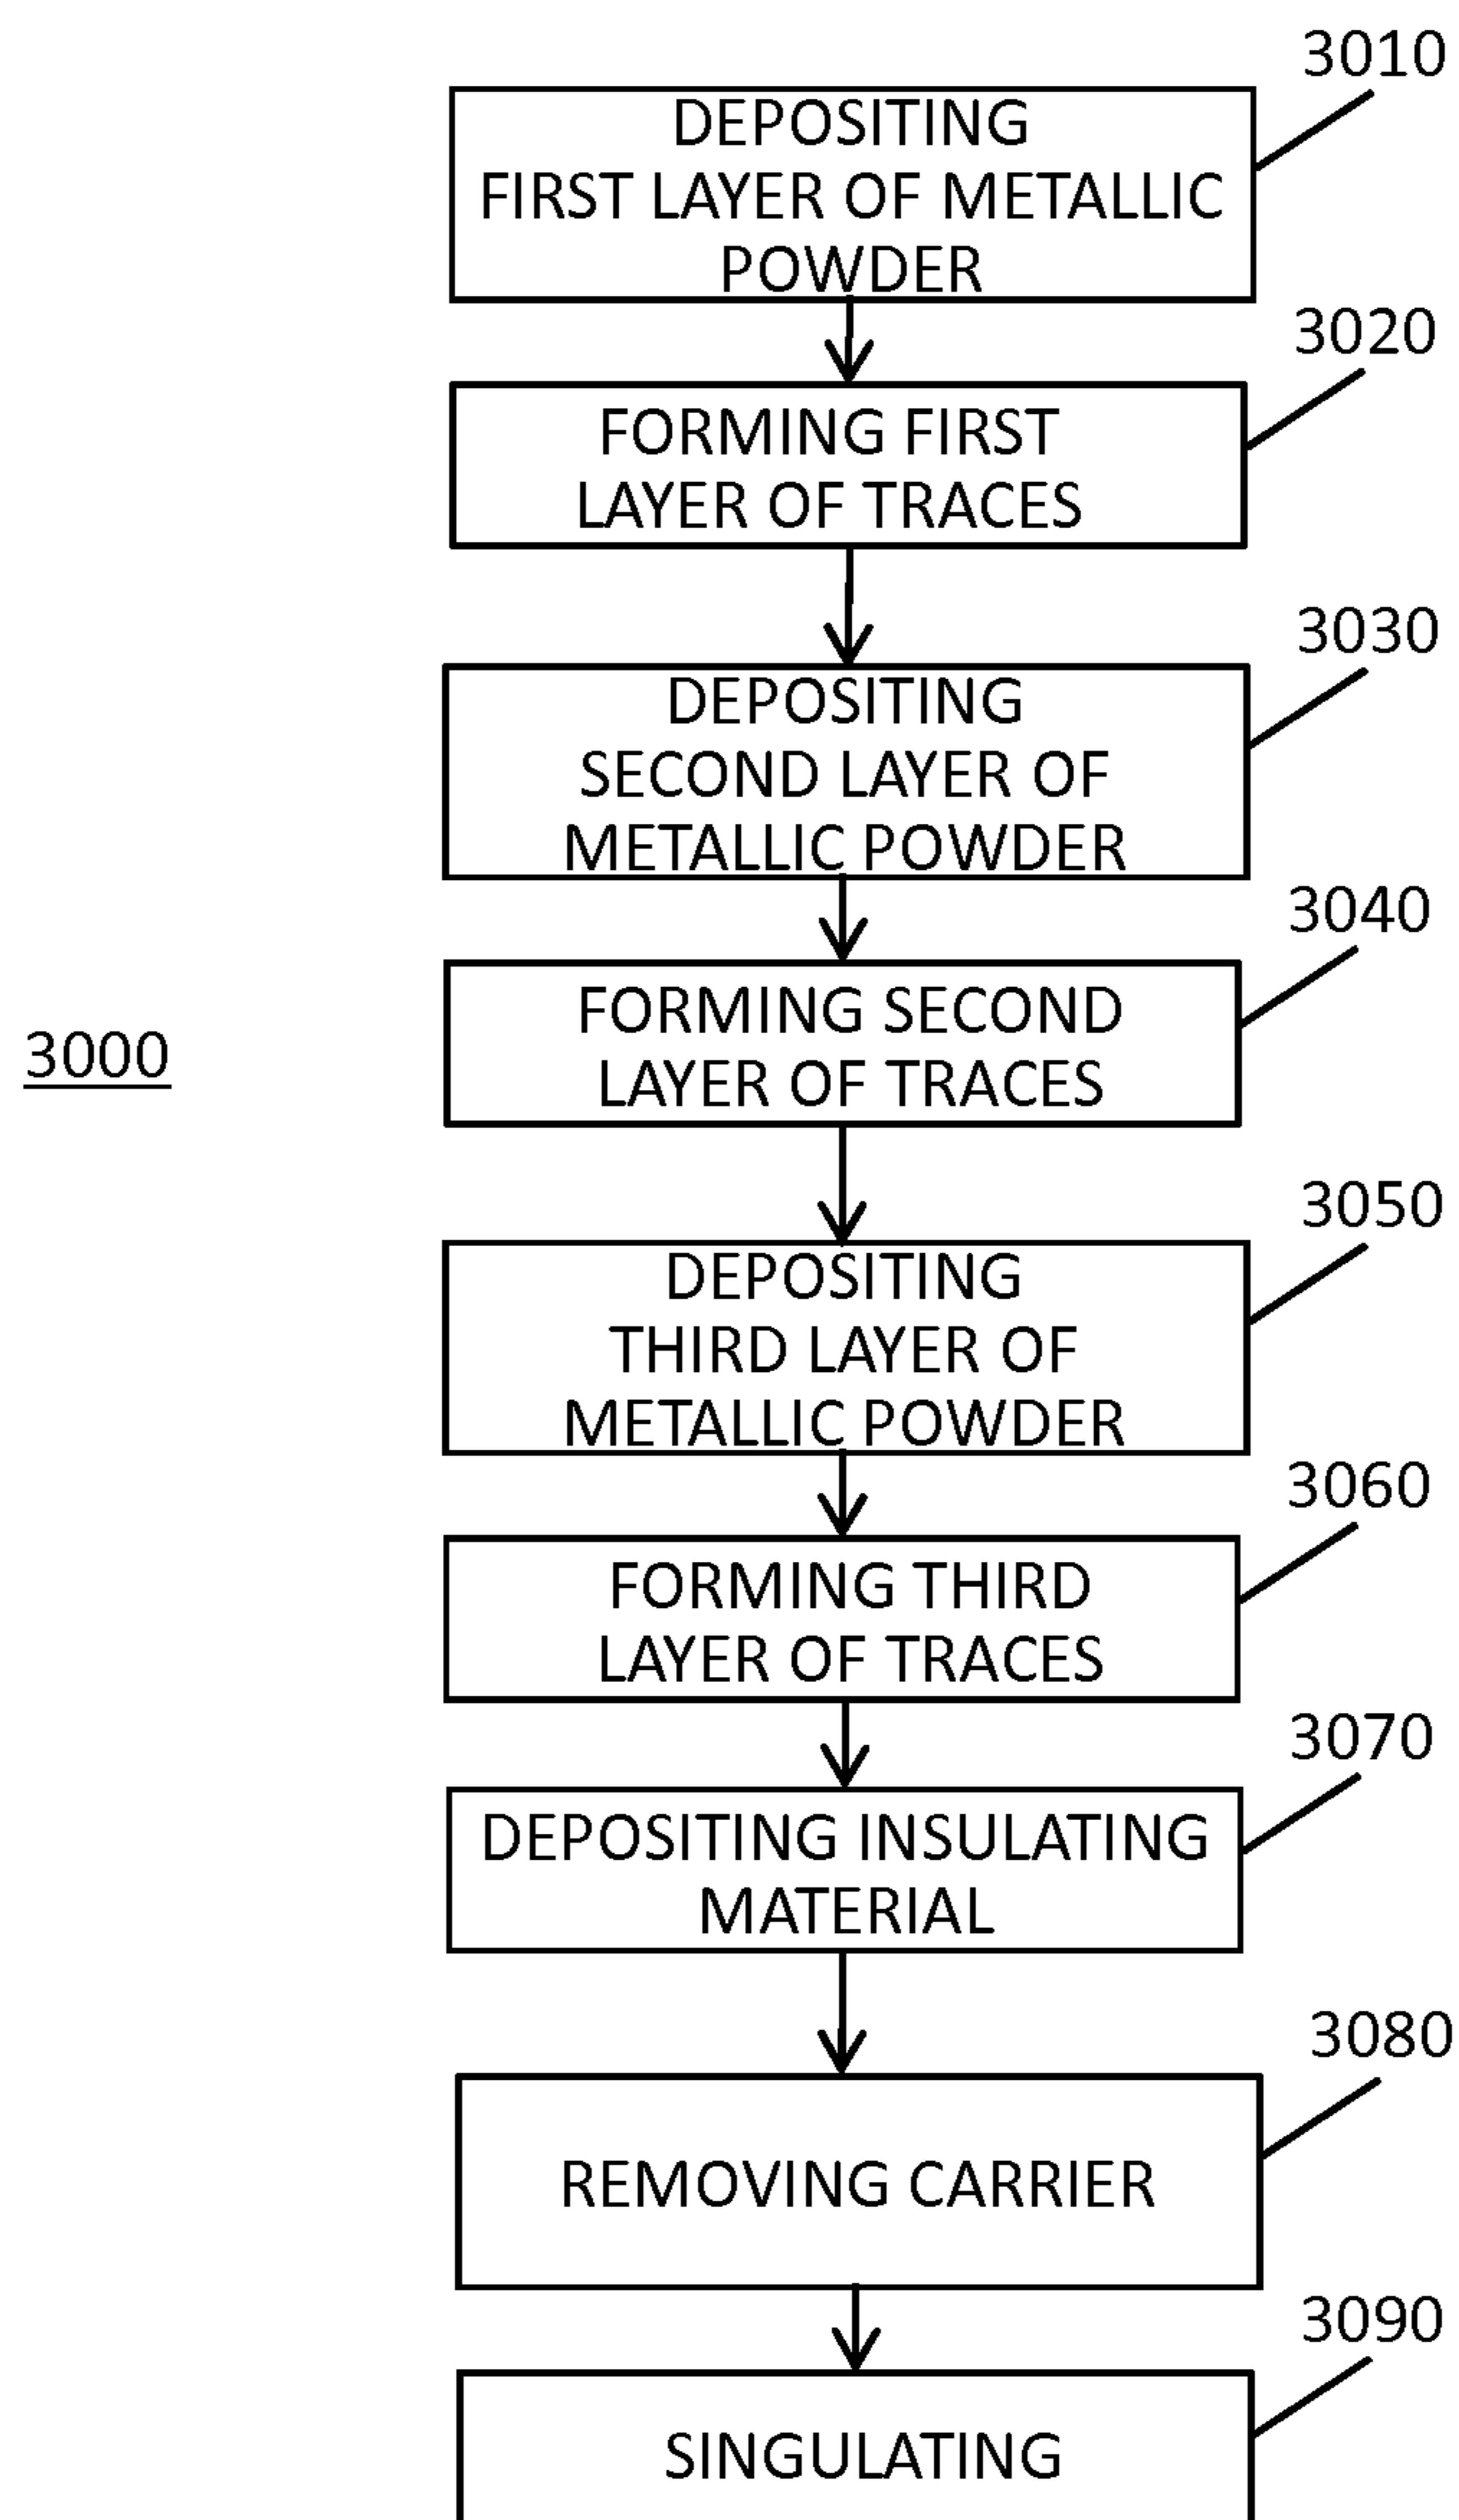 3010
DEPOSITING
FIRST LAYER OF METALLIC
POWDER
3020
FORMING FIRST
LAYER OF TRACES
3030
DEPOSITING
SECOND LAYER OF
METALLIC POWDER
3040
FORMING SECOND
LAYER OF TRACES
3000
3050
DEPOSITING
THIRD LAYER OF
METALLIC POWDER
3060
FORMING THIRD
LAYER OF TRACES
3070
DEPOSITING INSULATING
MATERIAL
3080
REMOVING CARRIER
3090
SINGULATING